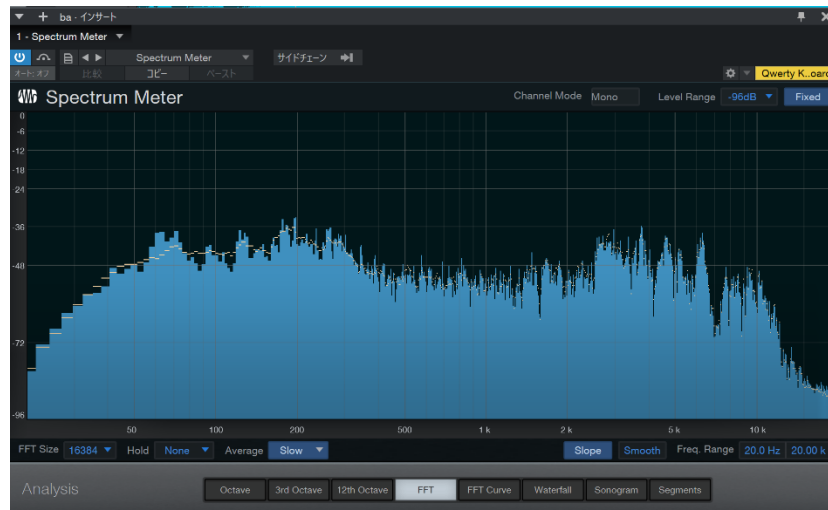 ba - インサート
1 - Spectrum Meter
Spectrum Meter サイドチェーン
オート: オフ 比較 コピー ペースト
Qwerty K..oard
Spectrum Meter Channel Mode Mono Level Range -96dB Fixed
0
-6
-12
-18
24
-36
-48
-72
-96
50 100 200 500 1 k 2 k 5 k 10 k
FFT Size 16384 Hold None Average Slow Slope Smooth Freq. Range 20.0 Hz 20.00 k
Analysis Octave 3rd Octave 12th Octave FFT FFT Curve Waterfall Sonogram Segments